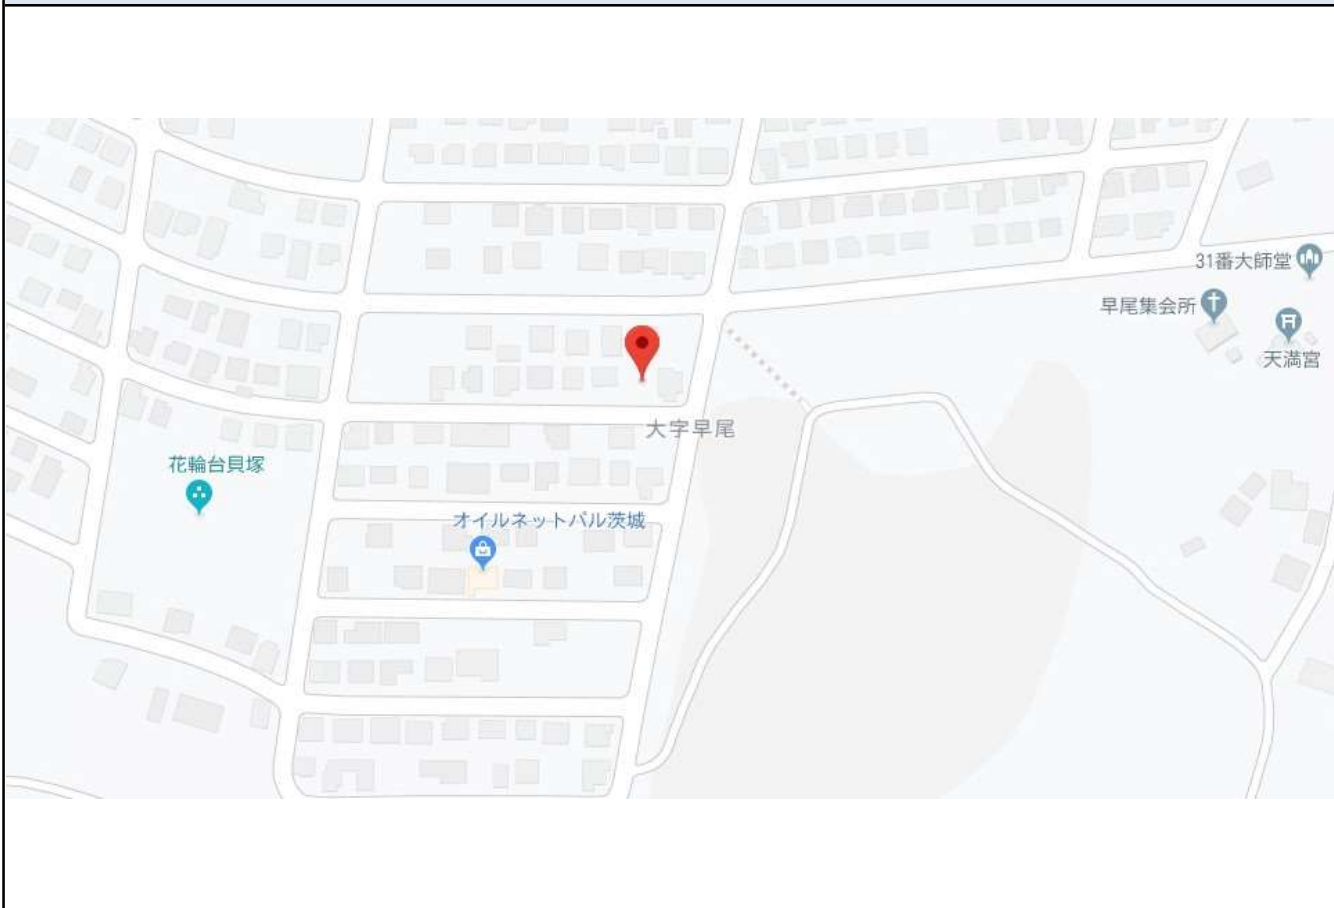 31番大師堂
早尾集会所
天満宮
大字早尾
花輪台貝塚
オイルネットパル茨城